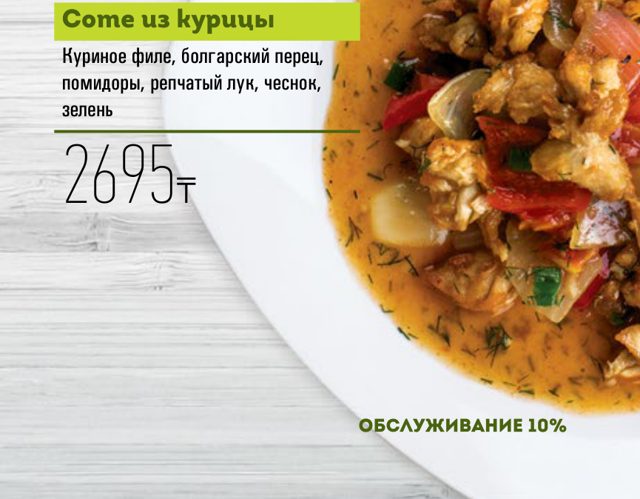 Соте из курицы
Куриное филе, болгарский перец,
помидоры, репчатый лук, чеснок,
зелень
2695₸
ОБСЛУЖИВАНИЕ 10%